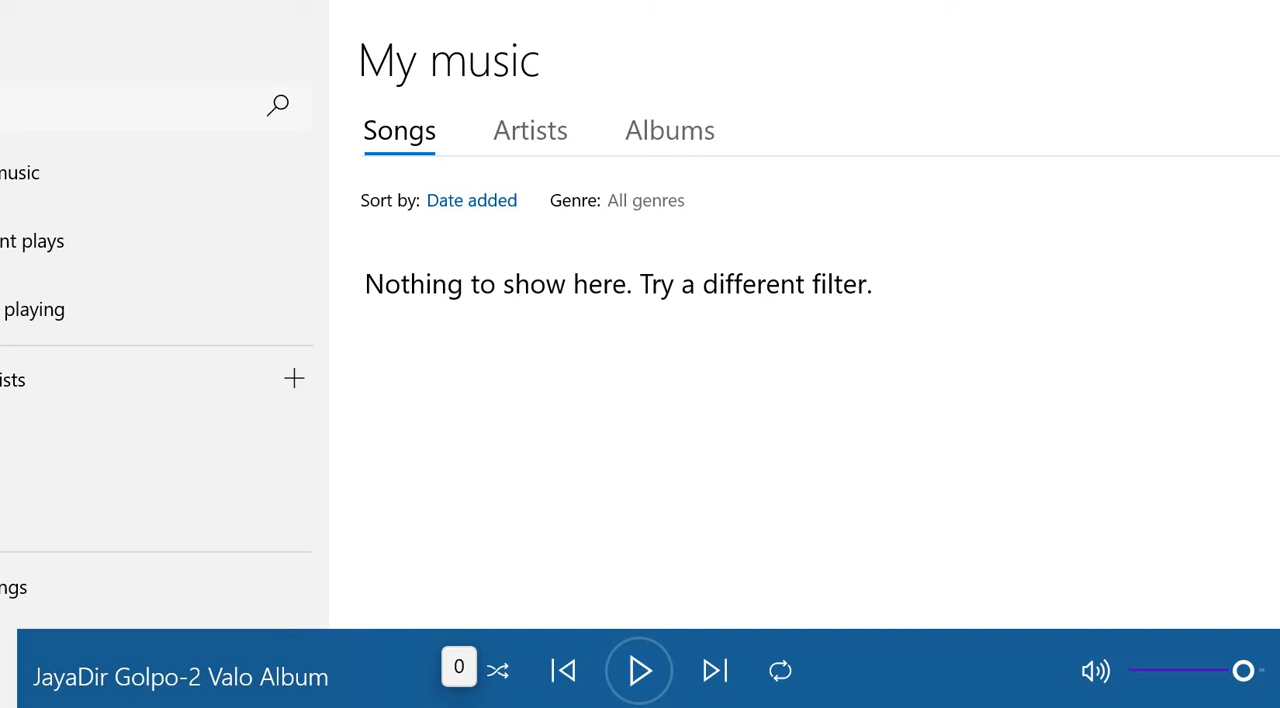 My music
Songs Artists Albums
music
Sort by: Date added Genre: All genres
nt plays
Nothing to show here. Try a different filter.
playing
ists
ngs
JayaDir Golpo-2 Valo Album
0